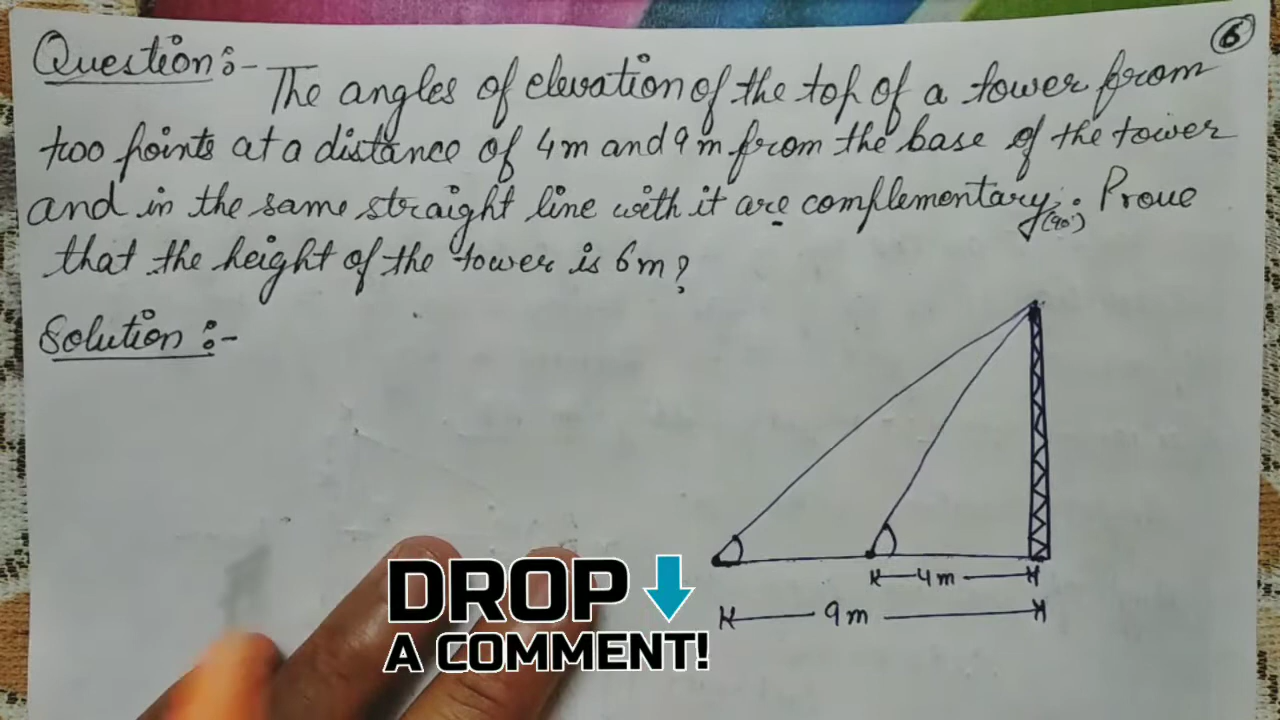 6
Question:-
The angles of elevation of the top of a tower from
two points at a distance of 4m and 9m from the base of the tower
and in the same straight line with it are complementary. Prove
(90°)
that the height of the tower is 6m?
Solution :-
4m
9m
DROP
A COMMENT!